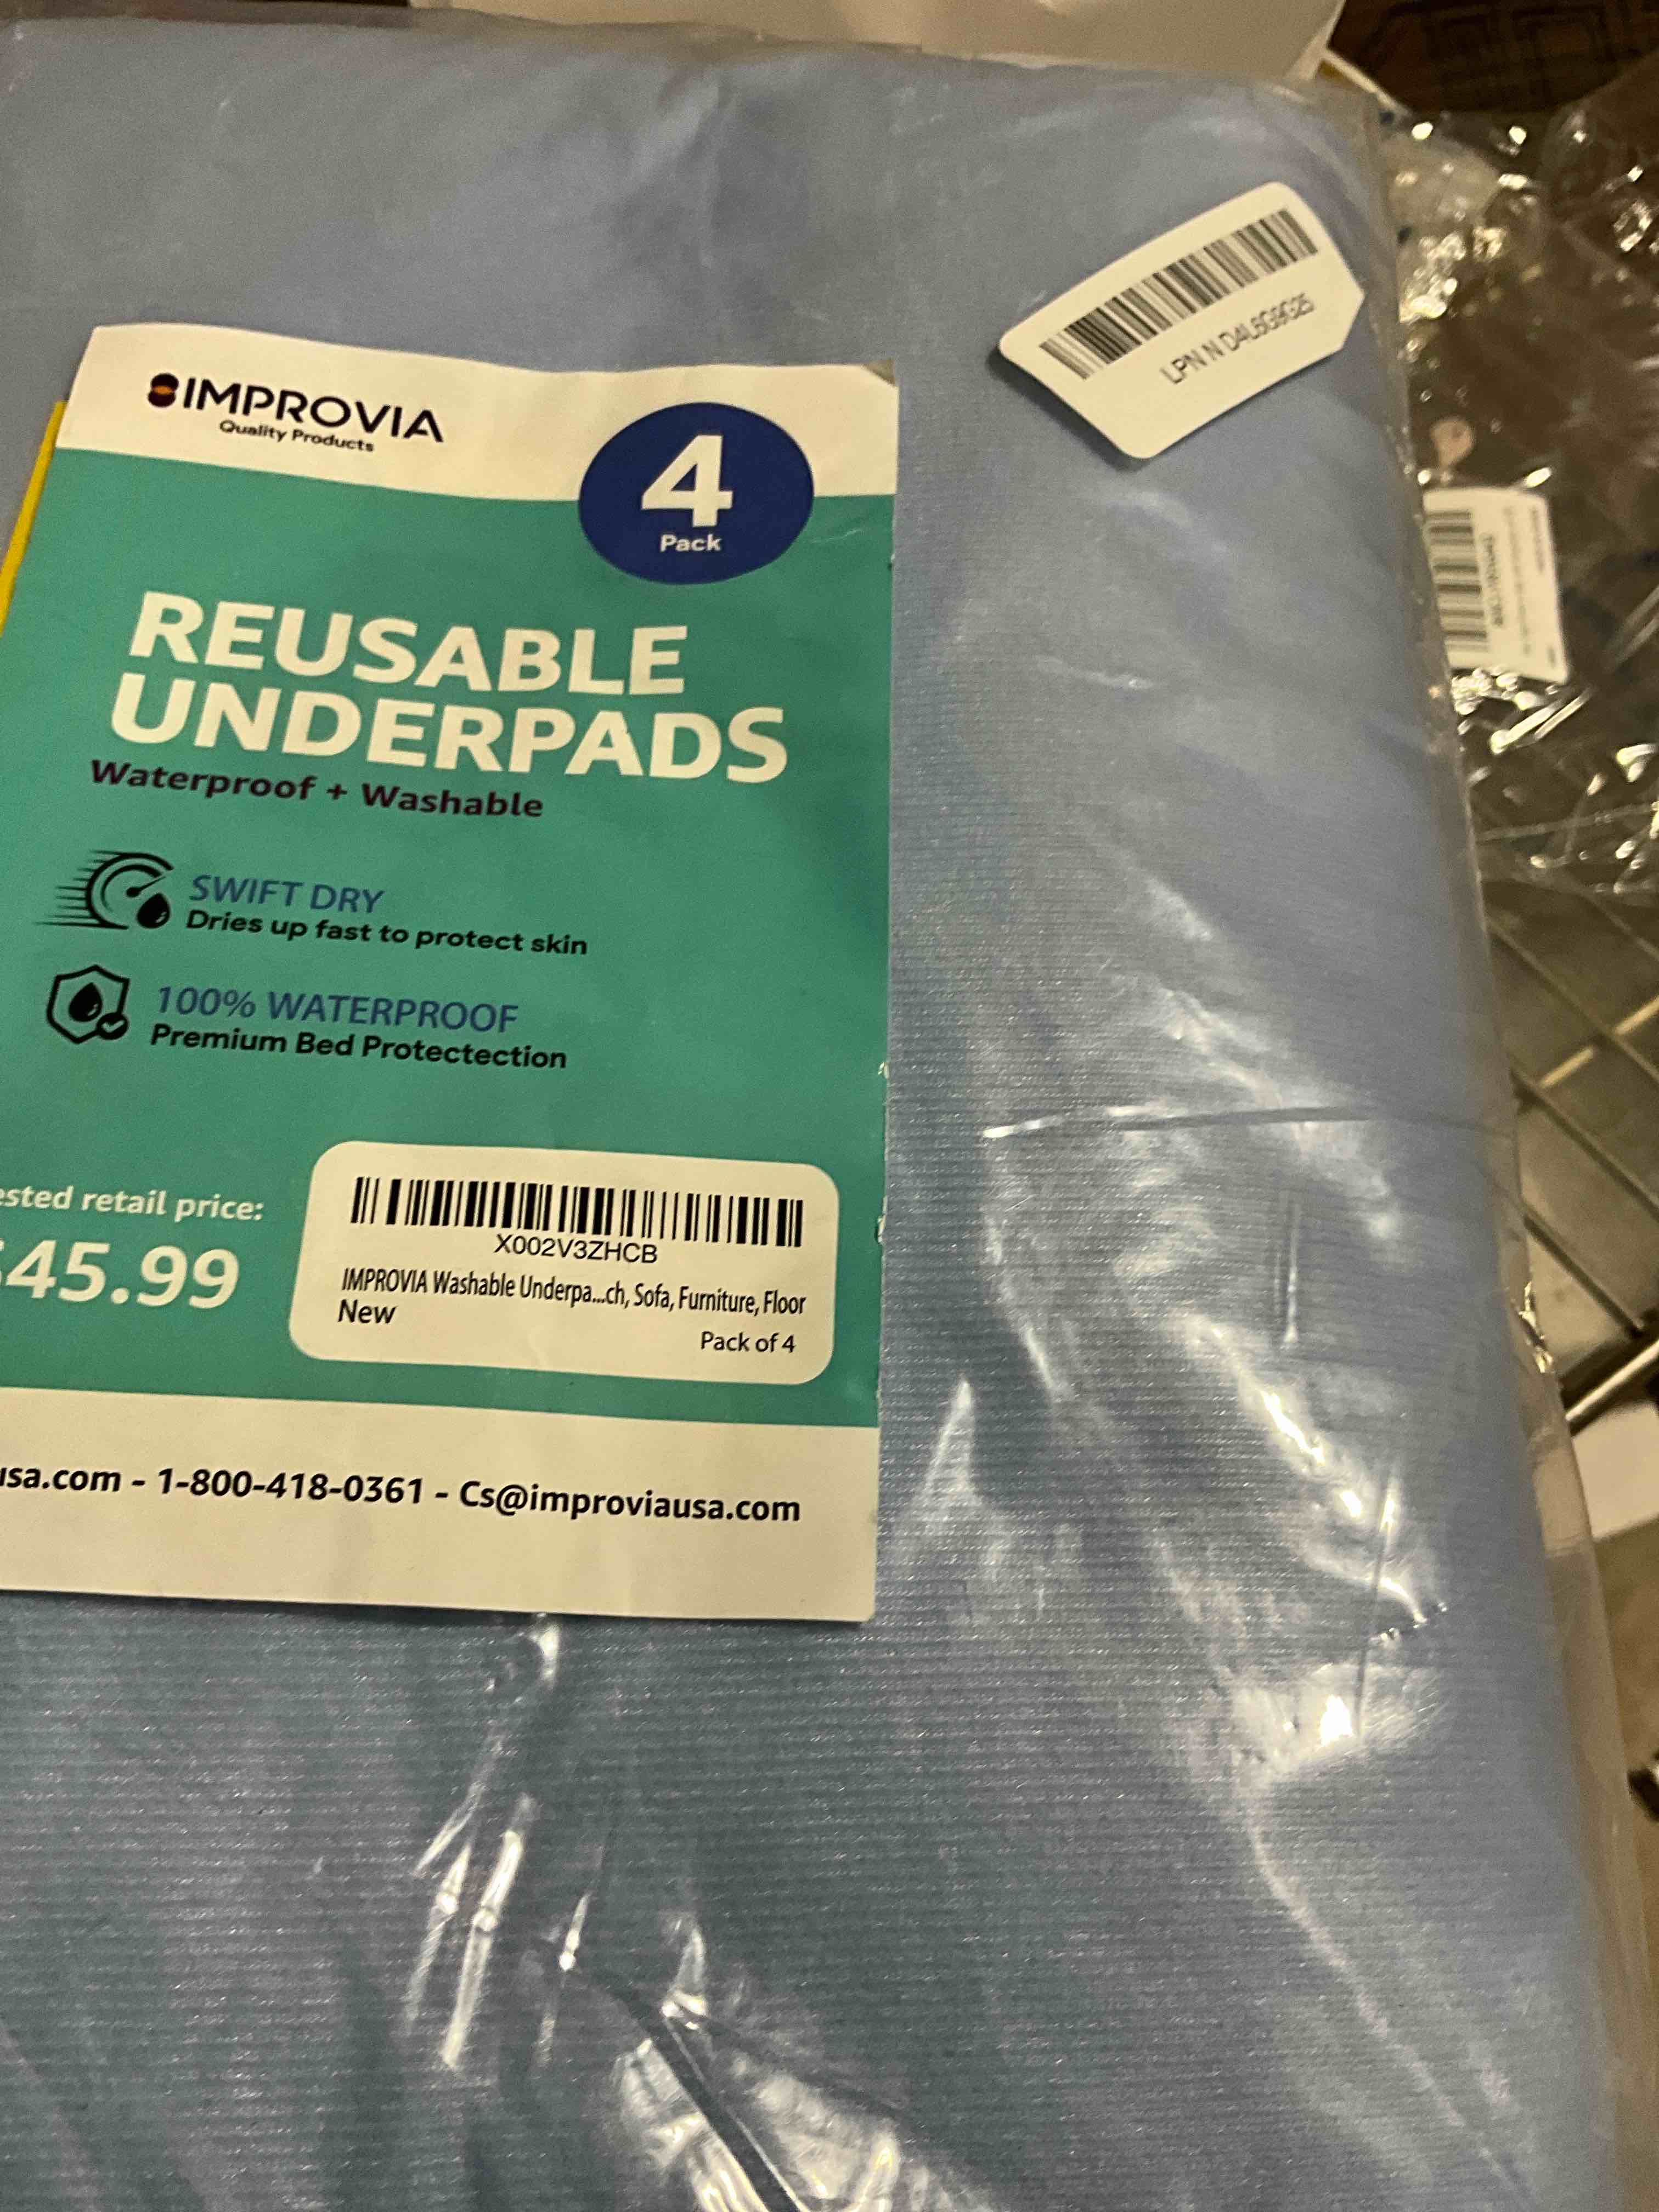 IMPROVIA
Quality Products
4
Pack
REUSABLE
UNDERPADS
Waterproof + Washable
SWIFT DRY
Dries up fast to protect skin
100% WATERPROOF
Premium Bed Protectection
ested retail price:
$45.99
X002V3ZHCB
IMPROVIA Washable Underpa...ch, Sofa, Furniture, Floor
New
Pack of 4
usa.com - 1-800-418-0361 - Cs@improviausa.com
LPN N